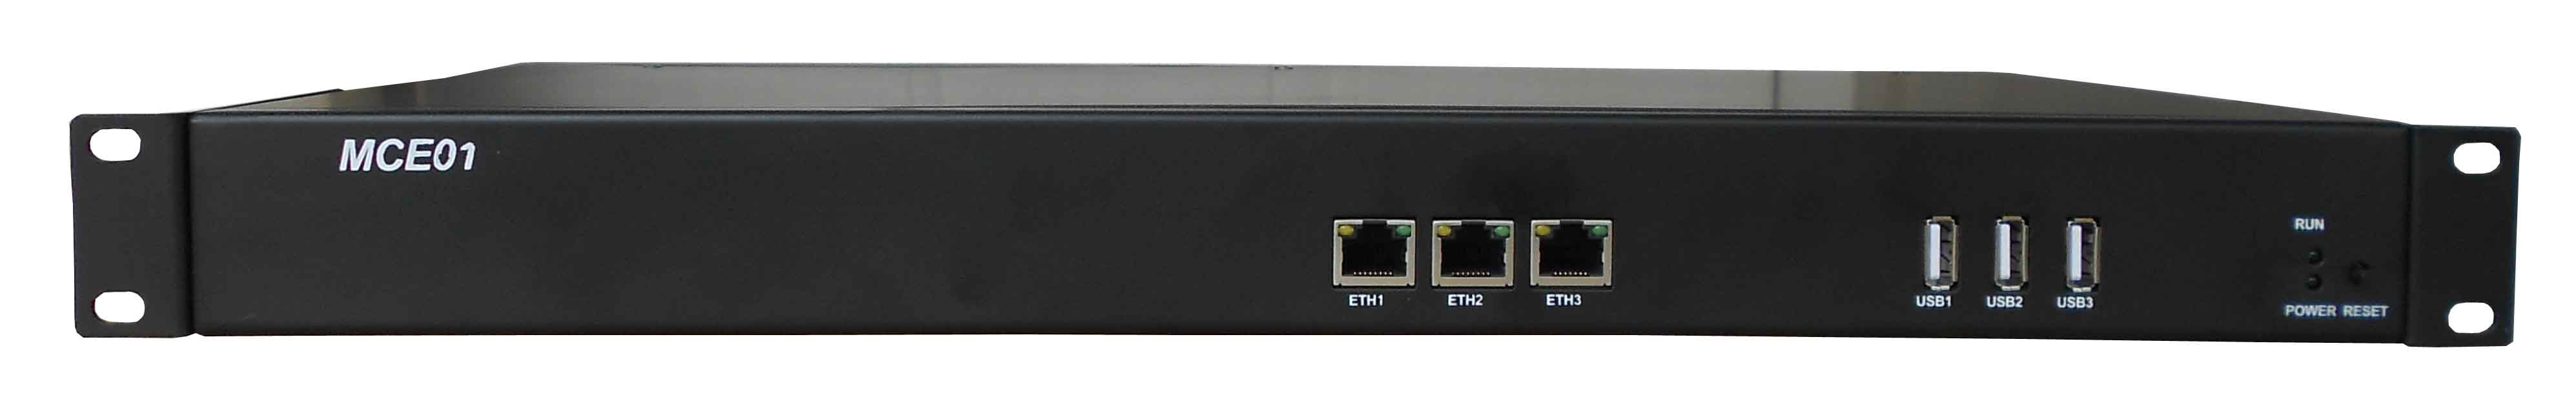 MCE01
ETH1 ETH2 ETH3
USB1 USB2 USB3
RUN
POWER RESET